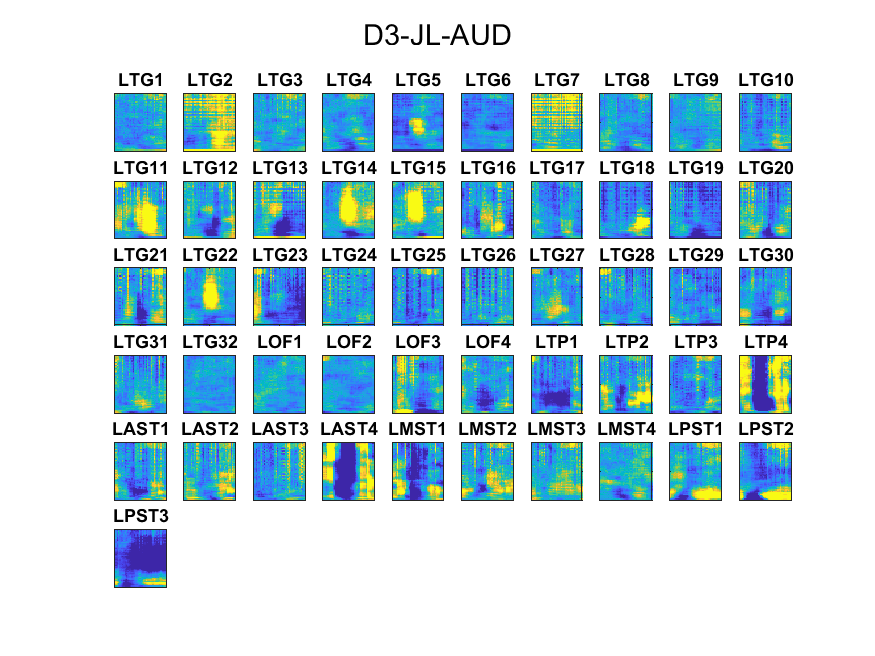 D3-JL-AUD
LTG1 LTG2 LTG3 LTG4 LTG5 LTG6 LTG7 LTG8 LTG9 LTG10
LTG11 LTG12 LTG13 LTG14 LTG15 LTG16 LTG17 LTG18 LTG19 LTG20
LTG21 LTG22 LTG23 LTG24 LTG25 LTG26 LTG27 LTG28 LTG29 LTG30
LTG31 LTG32 LOF1 LOF2 LOF3 LOF4 LTP1 LTP2 LTP3 LTP4
LAST1 LAST2 LAST3 LAST4 LMST1 LMST2 LMST3 LMST4 LPST1 LPST2
LPST3